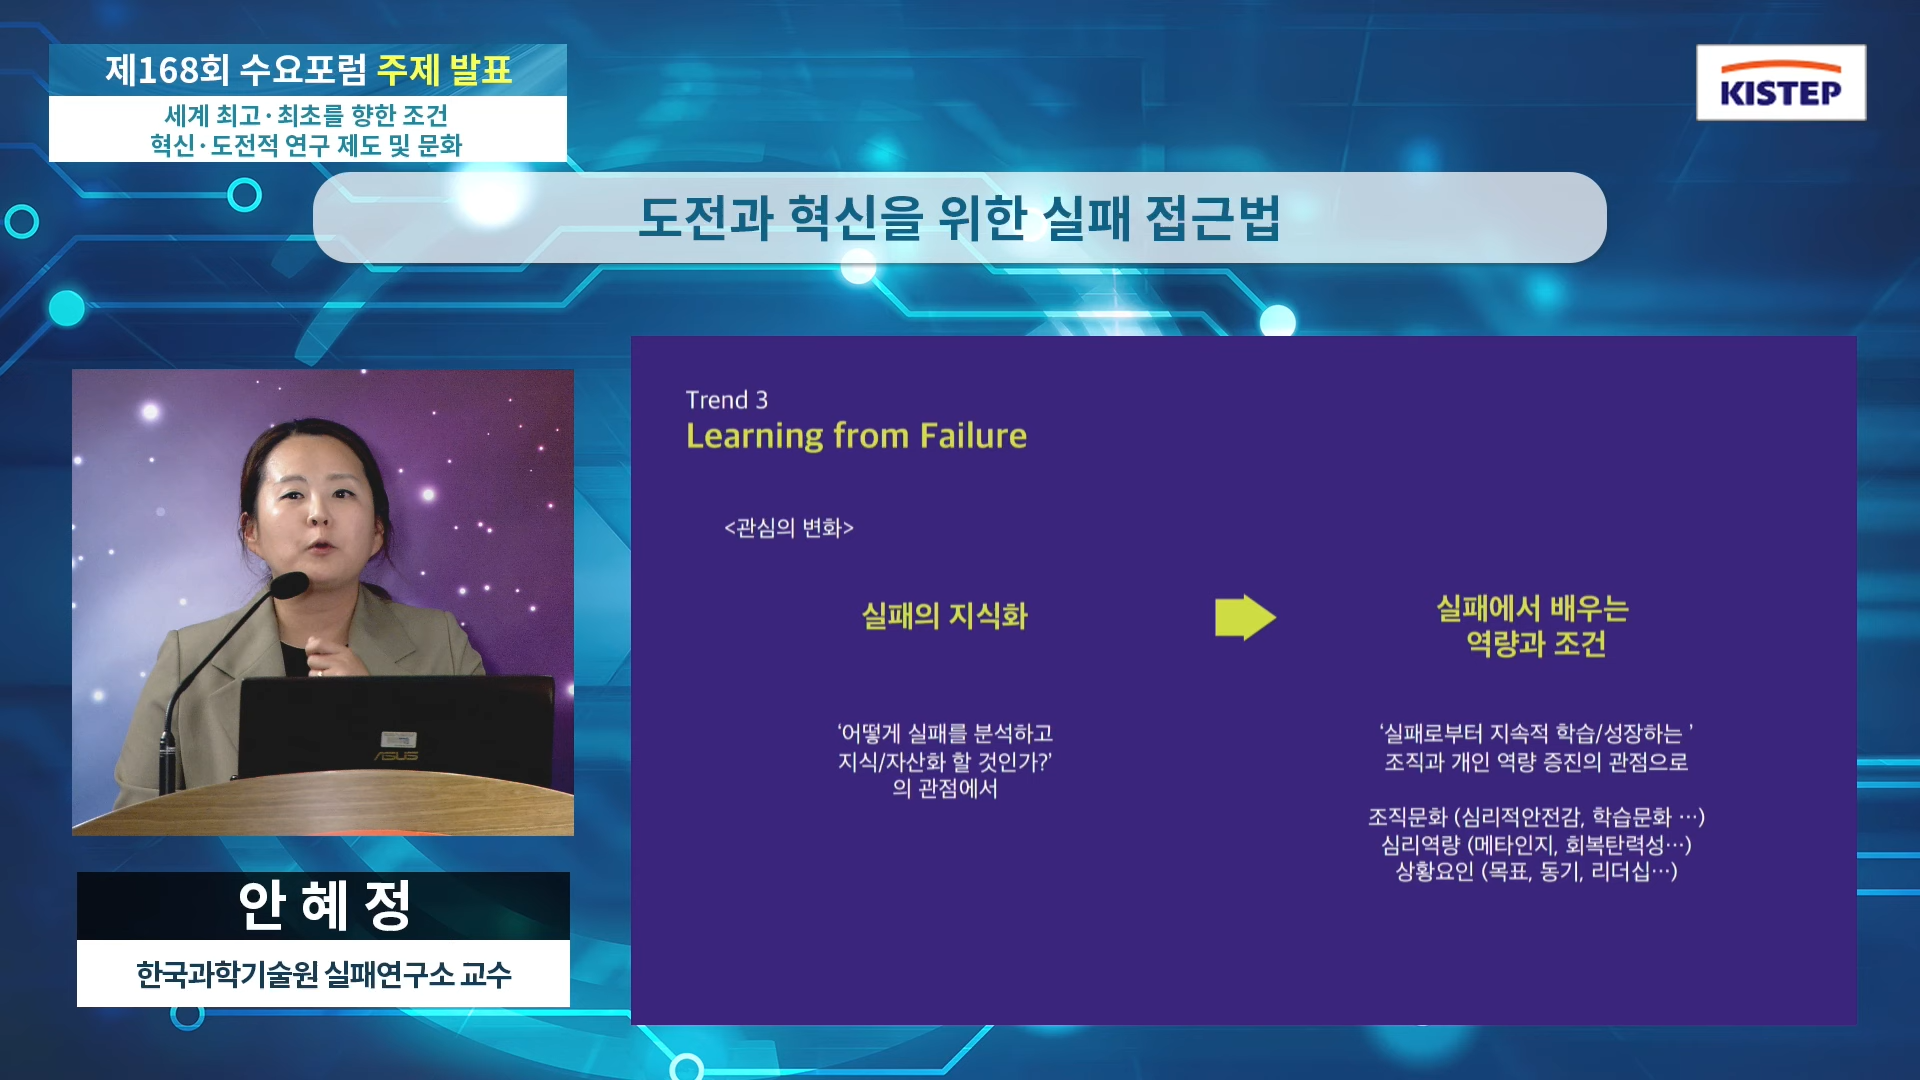 제168회 수요포럼 주제 발표
세계 최고·최초를 향한 조건
혁신·도전적 연구 제도 및 문화
KISTEP
도전과 혁신을 위한 실패 접근법
Trend 3
Learning from Failure
<관심의 변화>
실패의 지식화
‘어떻게 실패를 분석하고
지식/자산화 할 것인가?’
의 관점에서
실패에서 배우는
역량과 조건
‘실패로부터 지속적 학습/성장하는 ’
조직과 개인 역량 증진의 관점으로
조직문화 (심리적안전감, 학습문화 …)
심리역량 (메타인지, 회복탄력성…)
상황요인 (목표, 동기, 리더십…)
ASUS
안 혜 정
한국과학기술원 실패연구소 교수